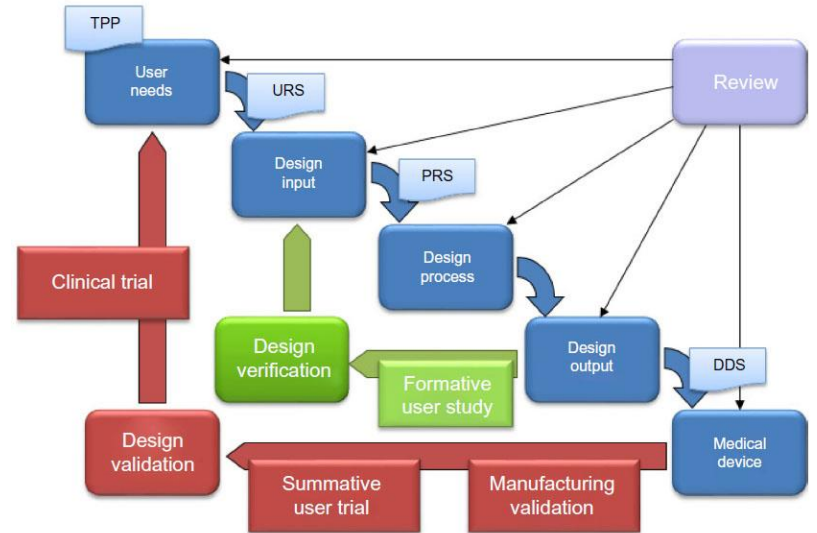 TPP
User
needs
URS
Review
Design
input
PRS
Design
process
Clinical trial
Design
verification
Formative
user study
Design
output
DDS
Design
validation
Summative
user trial
Manufacturing
validation
Medical
device